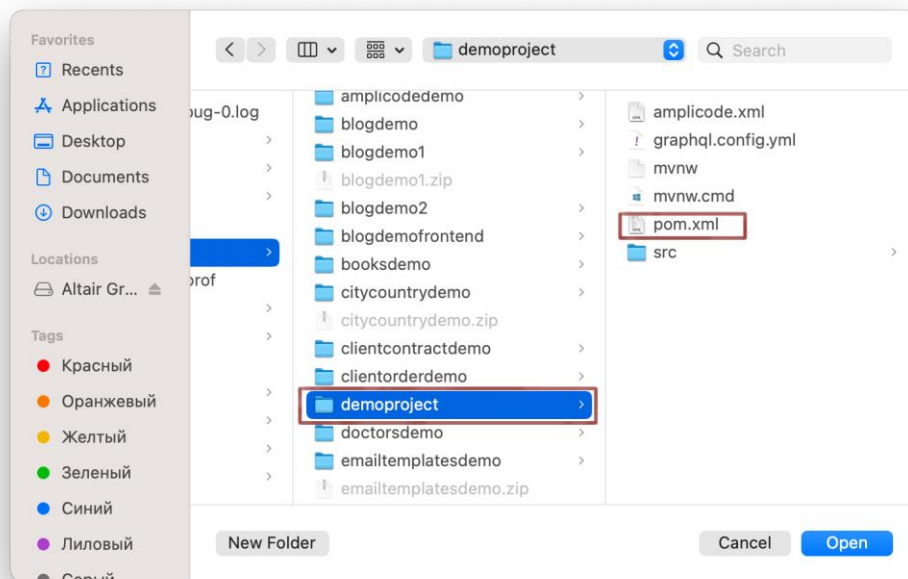 Favorites
Recents
Applications
Desktop
Documents
Downloads
Locations
Altair Gr...
Tags
Красный
Оранжевый
Желтый
Зеленый
Синий
Лиловый
Серый
demoproject
Search
ug-0.log
prof
amplicodedemo
blogdemo
blogdemo1
blogdemo1.zip
blogdemo2
blogdemofrontend
booksdemo
citycountrydemo
citycountrydemo.zip
clientcontractdemo
clientorderdemo
demoproject
doctorsdemo
emailtemplatesdemo
emailtemplatesdemo.zip
amplicode.xml
graphql.config.yml
mvnw
mvnw.cmd
pom.xml
src
New Folder
Cancel
Open